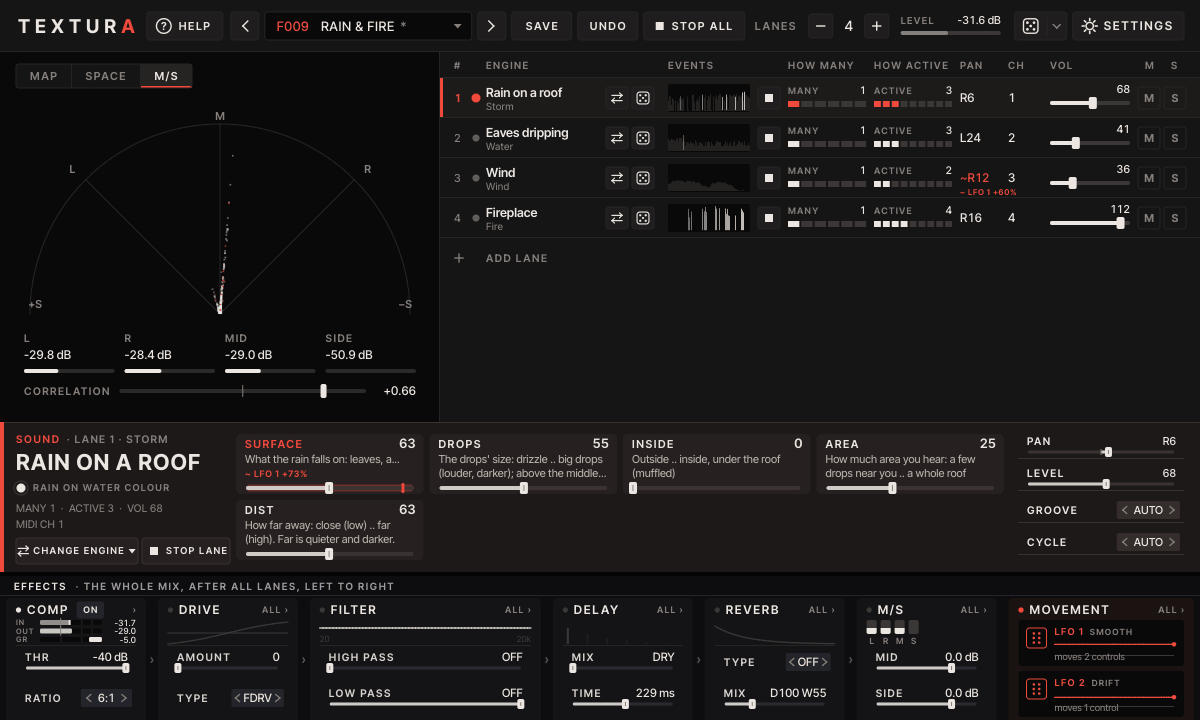 TEXTURA HELP F009 RAIN & FIRE * SAVE UNDO STOP ALL LANES 4 LEVEL -31.6 dB SETTINGS
MAP SPACE M/S
M
L R
+S –S
L R MID SIDE
-29.8 dB -28.4 dB -29.0 dB -50.9 dB
CORRELATION +0.66
# ENGINE EVENTS HOW MANY HOW ACTIVE PAN CH VOL M S
1 Rain on a roof MANY 1 ACTIVE 3 R6 1 68 M S
Storm
2 Eaves dripping MANY 1 ACTIVE 3 L24 2 41 M S
Water
3 Wind MANY 1 ACTIVE 2 ~R12 3 36 M S
Wind ~ LFO 1 +60%
4 Fireplace MANY 1 ACTIVE 4 R16 4 112 M S
Fire
+ ADD LANE
SOUND · LANE 1 · STORM
RAIN ON A ROOF
RAIN ON WATER COLOUR
MANY 1 · ACTIVE 3 · VOL 68
MIDI CH 1
CHANGE ENGINE STOP LANE
SURFACE 63
What the rain falls on: leaves, a...
~ LFO 1 +73%
DROPS 55
The drops' size: drizzle .. big drops
(louder, darker); above the middle...
INSIDE 0
Outside .. inside, under the roof
(muffled)
AREA 25
How much area you hear: a few
drops near you .. a whole roof
DIST 63
How far away: close (low) .. far
(high). Far is quieter and darker.
PAN R6
LEVEL 68
GROOVE < AUTO >
CYCLE < AUTO >
EFFECTS · THE WHOLE MIX, AFTER ALL LANES, LEFT TO RIGHT
COMP ON ›
IN -31.7
OUT -29.0
GR -5.0
THR -40 dB
RATIO < 6:1 >
DRIVE ALL ›
AMOUNT 0
TYPE < FDRV >
FILTER ALL ›
20 20k
HIGH PASS OFF
LOW PASS OFF
DELAY ALL ›
MIX DRY
TIME 229 ms
REVERB ALL ›
TYPE < OFF >
MIX D100 W55
M/S ALL ›
L R M S
MID 0.0 dB
SIDE 0.0 dB
MOVEMENT ALL ›
LFO 1 SMOOTH
moves 2 controls
LFO 2 DRIFT
moves 1 control